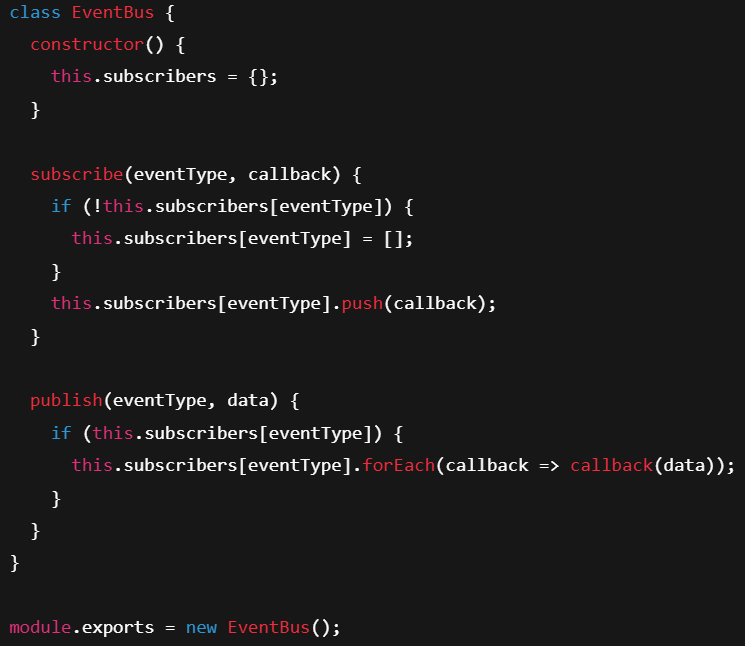 class EventBus {
  constructor() {
    this.subscribers = {};
  }

  subscribe(eventType, callback) {
    if (!this.subscribers[eventType]) {
      this.subscribers[eventType] = [];
    }
    this.subscribers[eventType].push(callback);
  }

  publish(eventType, data) {
    if (this.subscribers[eventType]) {
      this.subscribers[eventType].forEach(callback => callback(data));
    }
  }
}

module.exports = new EventBus();